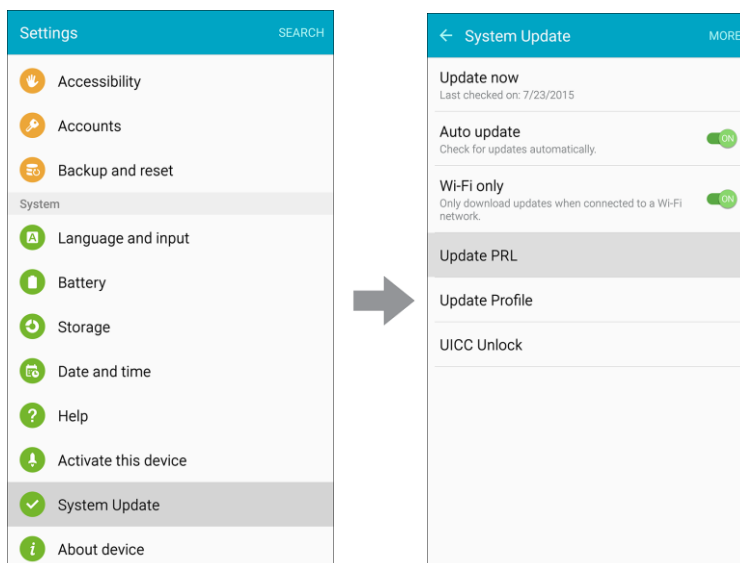 Settings
SEARCH
Accessibility
Accounts
Backup and reset
System
Language and input
Battery
Storage
Date and time
Help
Activate this device
System Update
About device
System Update
MORE
Update now
Last checked on: 7/23/2015
Auto update
Check for updates automatically.
ON
Wi-Fi only
Only download updates when connected to a Wi-Fi
network.
ON
Update PRL
Update Profile
UICC Unlock